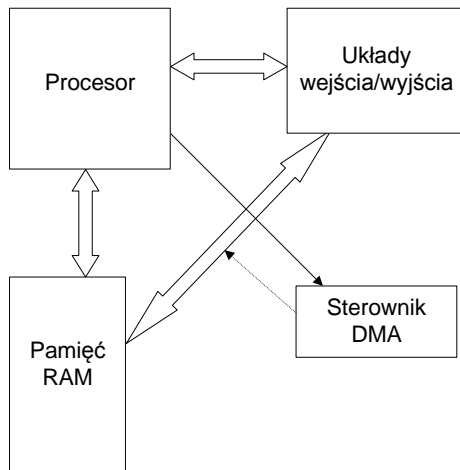 Procesor
Układy
wejścia/wyjścia
Sterownik
DMA
Pamięć
RAM